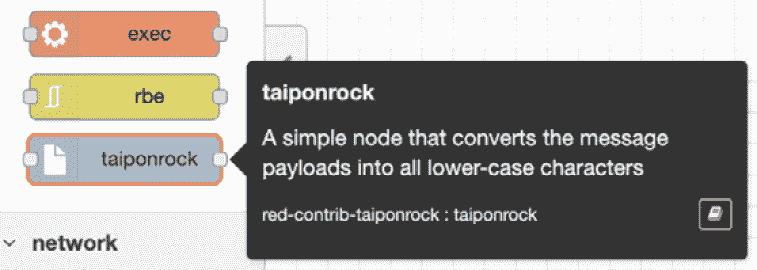 exec
rbe
taiponrock
network
taiponrock
A simple node that converts the message
payloads into all lower-case characters
red-contrib-taiponrock : taiponrock